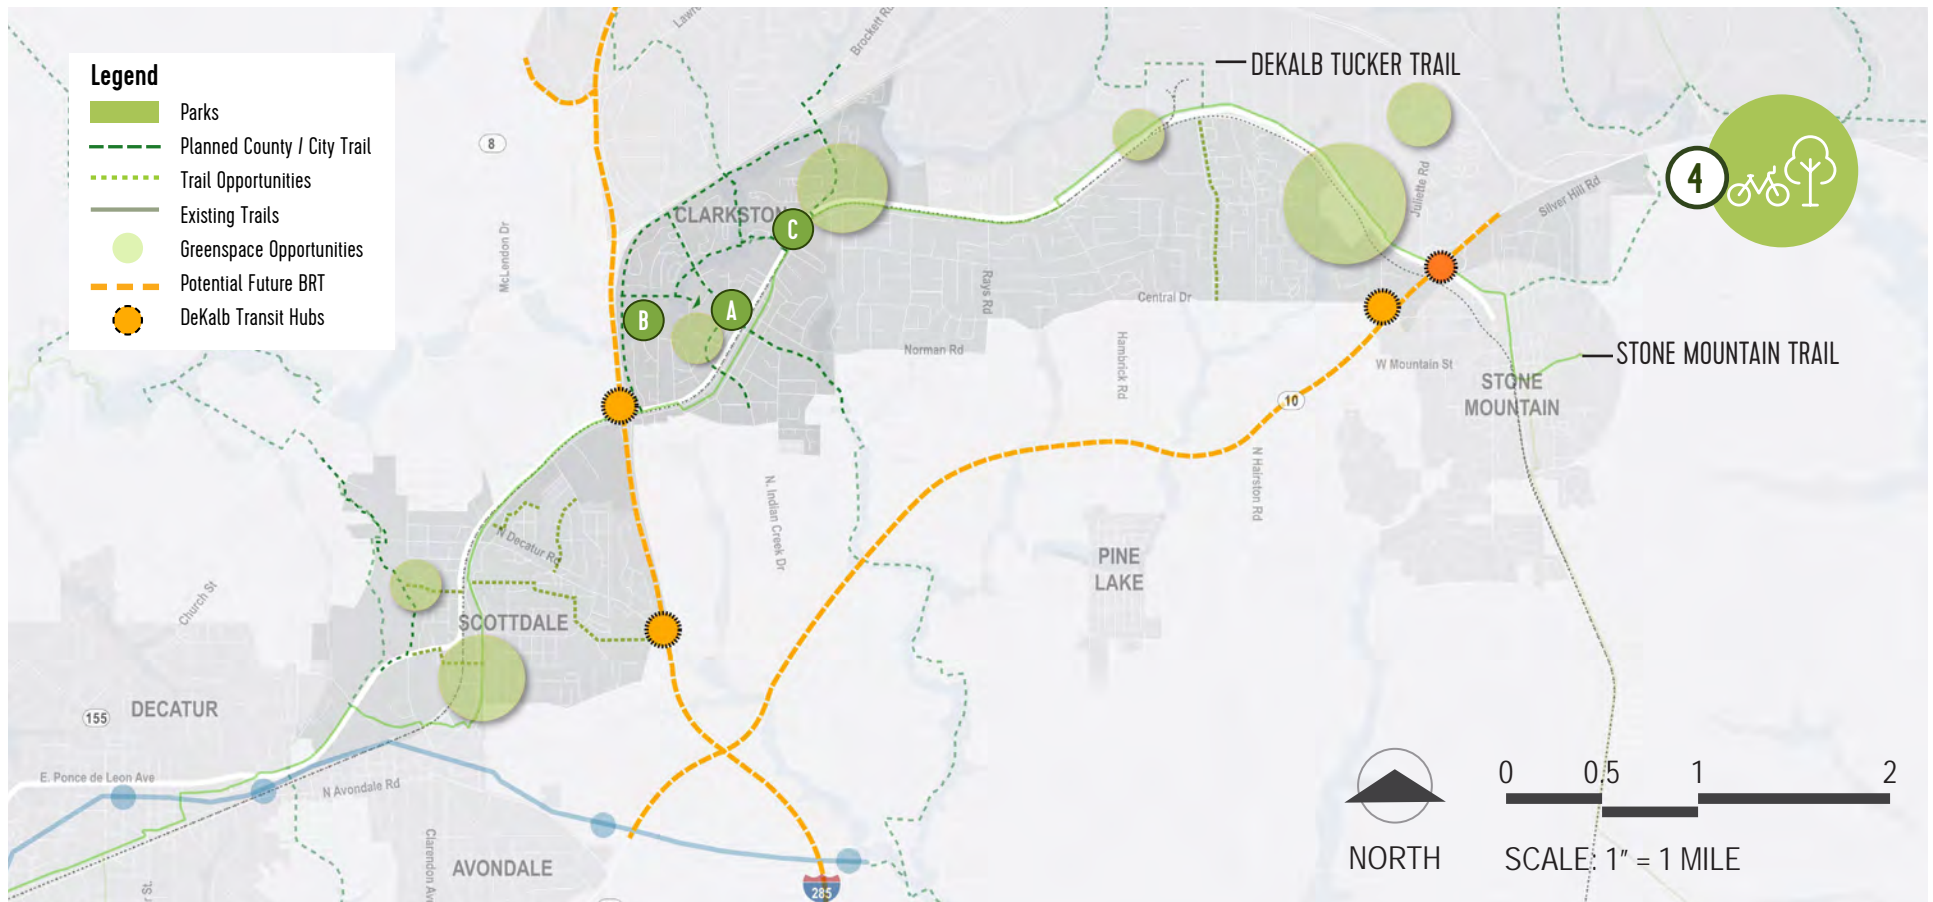 Legend
Parks
Planned County / City Trail
Trail Opportunities
Existing Trails
Greenspace Opportunities
Potential Future BRT
DeKalb Transit Hubs
Brockett Rd
8
McLendon Dr
DEKALB TUCKER TRAIL
4
Juliette Rd
Silver Hill Rd
CLARKSTON
C
A
B
Rays Rd
Central Dr
Norman Rd
Hambrick Rd
W Mountain St
STONE MOUNTAIN TRAIL
STONE
MOUNTAIN
10
N Hairston Rd
N. Indian Creek Dr
N Decatur Rd
PINE
LAKE
Church St
SCOTTDALE
DECATUR
155
E. Ponce de Leon Ave
N Avondale Rd
Clarendon Ave
AVONDALE
285
NORTH
0 0.5 1 2
SCALE: 1" = 1 MILE